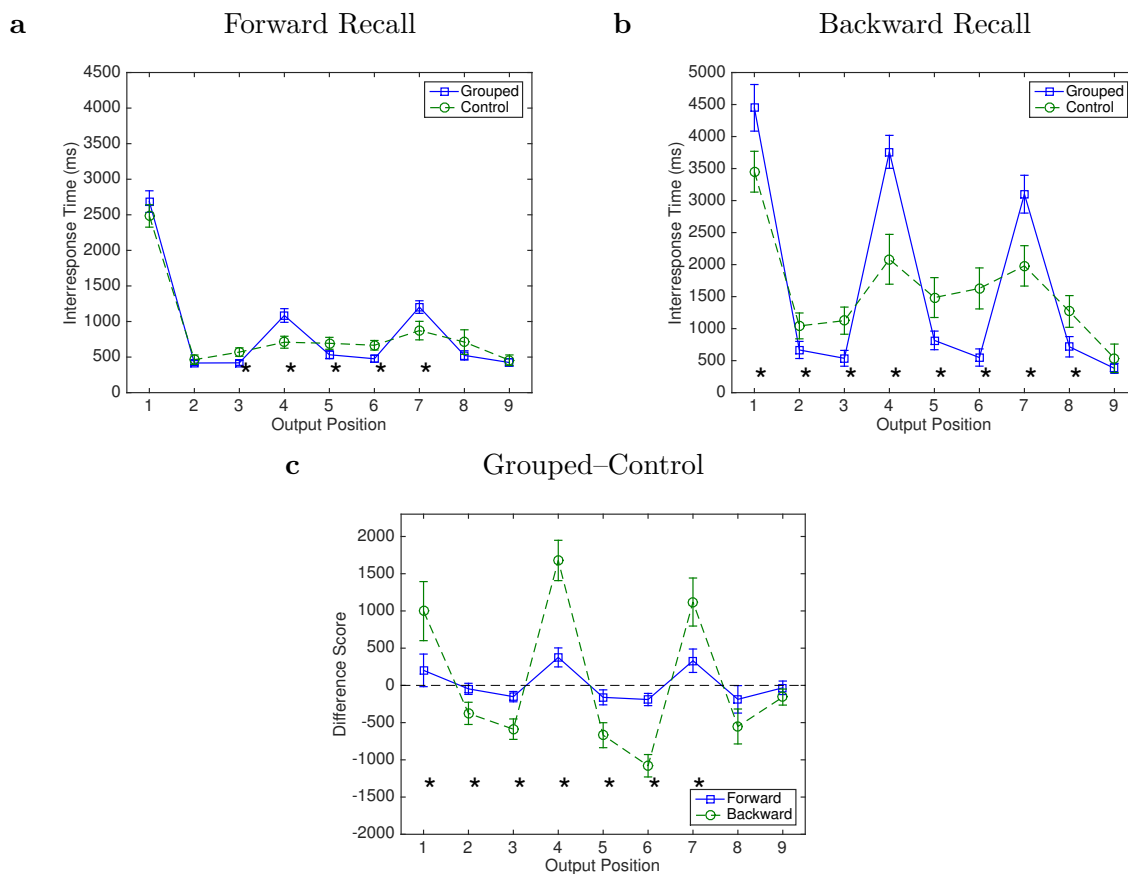 a Forward Recall
4500
4000
3500
3000
2500
2000
1500
1000
500
0
Interresponse Time (ms)
Grouped
Control
* * * * *
1 2 3 4 5 6 7 8 9
Output Position
b Backward Recall
5000
4500
4000
3500
3000
2500
2000
1500
1000
500
0
Interresponse Time (ms)
Grouped
Control
* * * * * * * *
1 2 3 4 5 6 7 8 9
Output Position
c Grouped–Control
2000
1500
1000
500
0
-500
-1000
-1500
-2000
Difference Score
* * * * * * *
Forward
Backward
1 2 3 4 5 6 7 8 9
Output Position